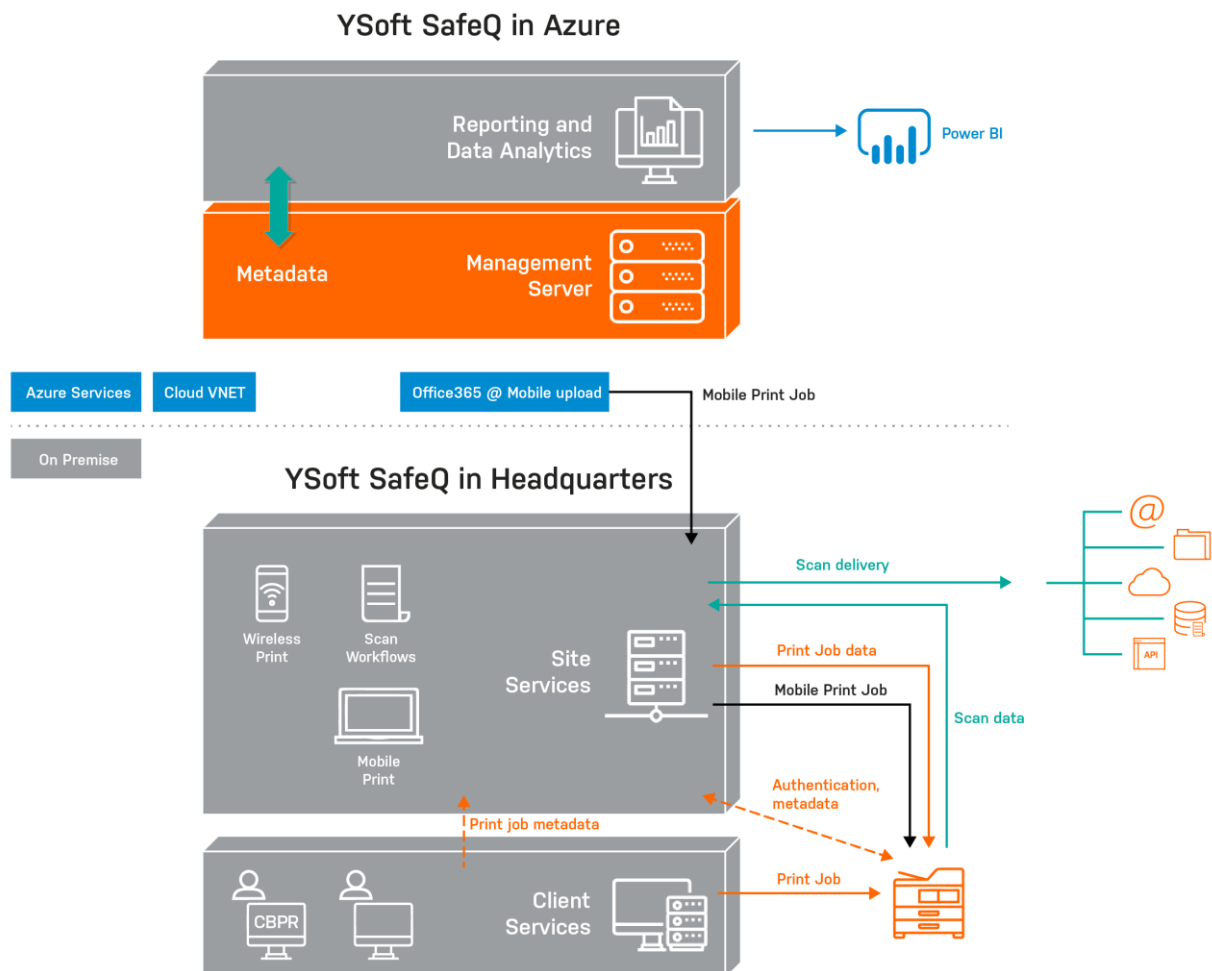 YSoft SafeQ in Azure
Reporting and
Data Analytics
Power BI
Metadata
Management
Server
Azure Services
Cloud VNET
Office365 @ Mobile upload
Mobile Print Job
On Premise
YSoft SafeQ in Headquarters
@
Scan delivery
Wireless
Print
Scan
Workflows
Site
Services
Print Job data
API
Mobile Print Job
Scan data
Mobile
Print
Authentication,
metadata
Print job metadata
Client
Services
Print Job
CBPR